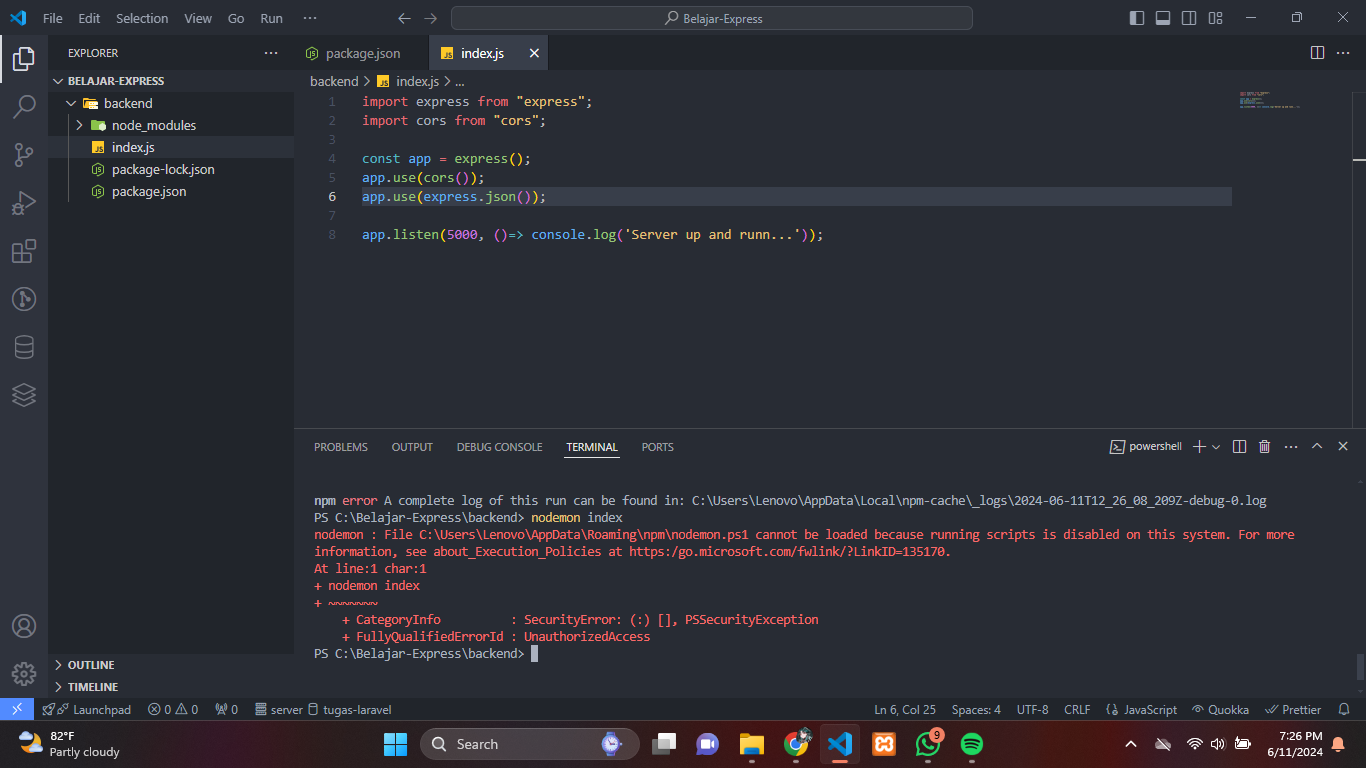 File Edit Selection View Go Run ···
Belajar-Express
EXPLORER ···
BELAJAR-EXPRESS
backend
node_modules
JS index.js
package-lock.json
package.json
OUTLINE
TIMELINE
package.json
JS index.js
backend > JS index.js > ...
1 import express from "express";
2 import cors from "cors";
3
4 const app = express();
5 app.use(cors());
6 app.use(express.json());
7
8 app.listen(5000, ()=> console.log('Server up and runn...'));
PROBLEMS OUTPUT DEBUG CONSOLE TERMINAL PORTS
powershell
npm error A complete log of this run can be found in: C:\Users\Lenovo\AppData\Local\npm-cache\_logs\2024-06-11T12_26_08_209Z-debug-0.log
PS C:\Belajar-Express\backend> nodemon index
nodemon : File C:\Users\Lenovo\AppData\Roaming\npm\nodemon.ps1 cannot be loaded because running scripts is disabled on this system. For more
information, see about_Execution_Policies at https:/go.microsoft.com/fwlink/?LinkID=135170.
At line:1 char:1
+ nodemon index
+ ~~~~~~~
+ CategoryInfo : SecurityError: (:) [], PSSecurityException
+ FullyQualifiedErrorId : UnauthorizedAccess
PS C:\Belajar-Express\backend>
Launchpad 0 0 0 server tugas-laravel
Ln 6, Col 25 Spaces: 4 UTF-8 CRLF {} JavaScript Quokka Prettier
82°F
Partly cloudy
Search
9
7:26 PM
6/11/2024